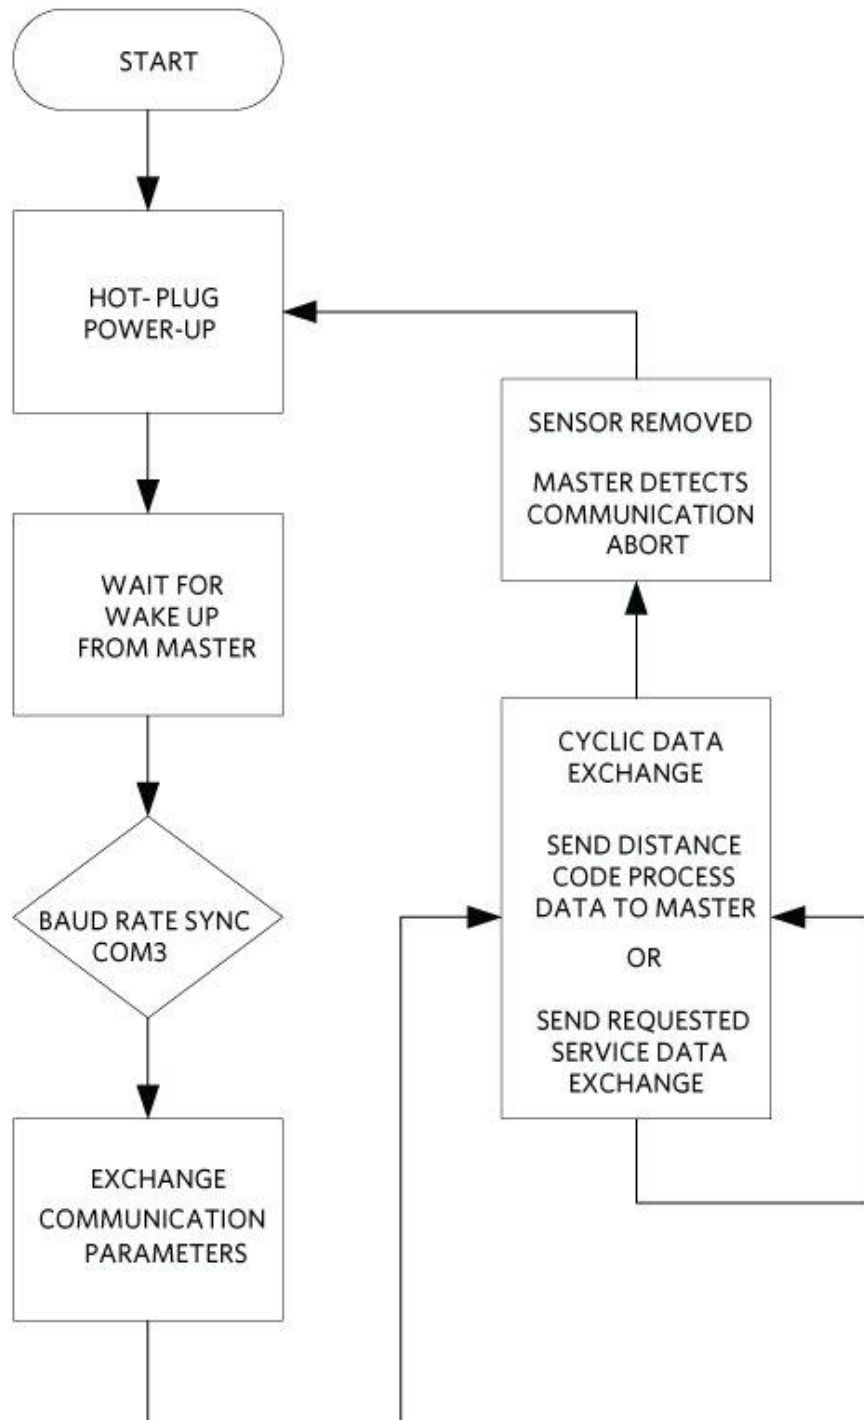 START
HOT- PLUG
POWER-UP
WAIT FOR
WAKE UP
FROM MASTER
BAUD RATE SYNC
COM3
EXCHANGE
COMMUNICATION
PARAMETERS
SENSOR REMOVED
MASTER DETECTS
COMMUNICATION
ABORT
CYCLIC DATA
EXCHANGE
SEND DISTANCE
CODE PROCESS
DATA TO MASTER
OR
SEND REQUESTED
SERVICE DATA
EXCHANGE